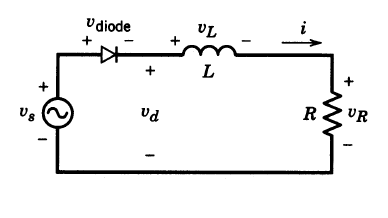 v_diode v_L i
+ − + − 
+ L +
+ v_s v_d R v_R
− − −